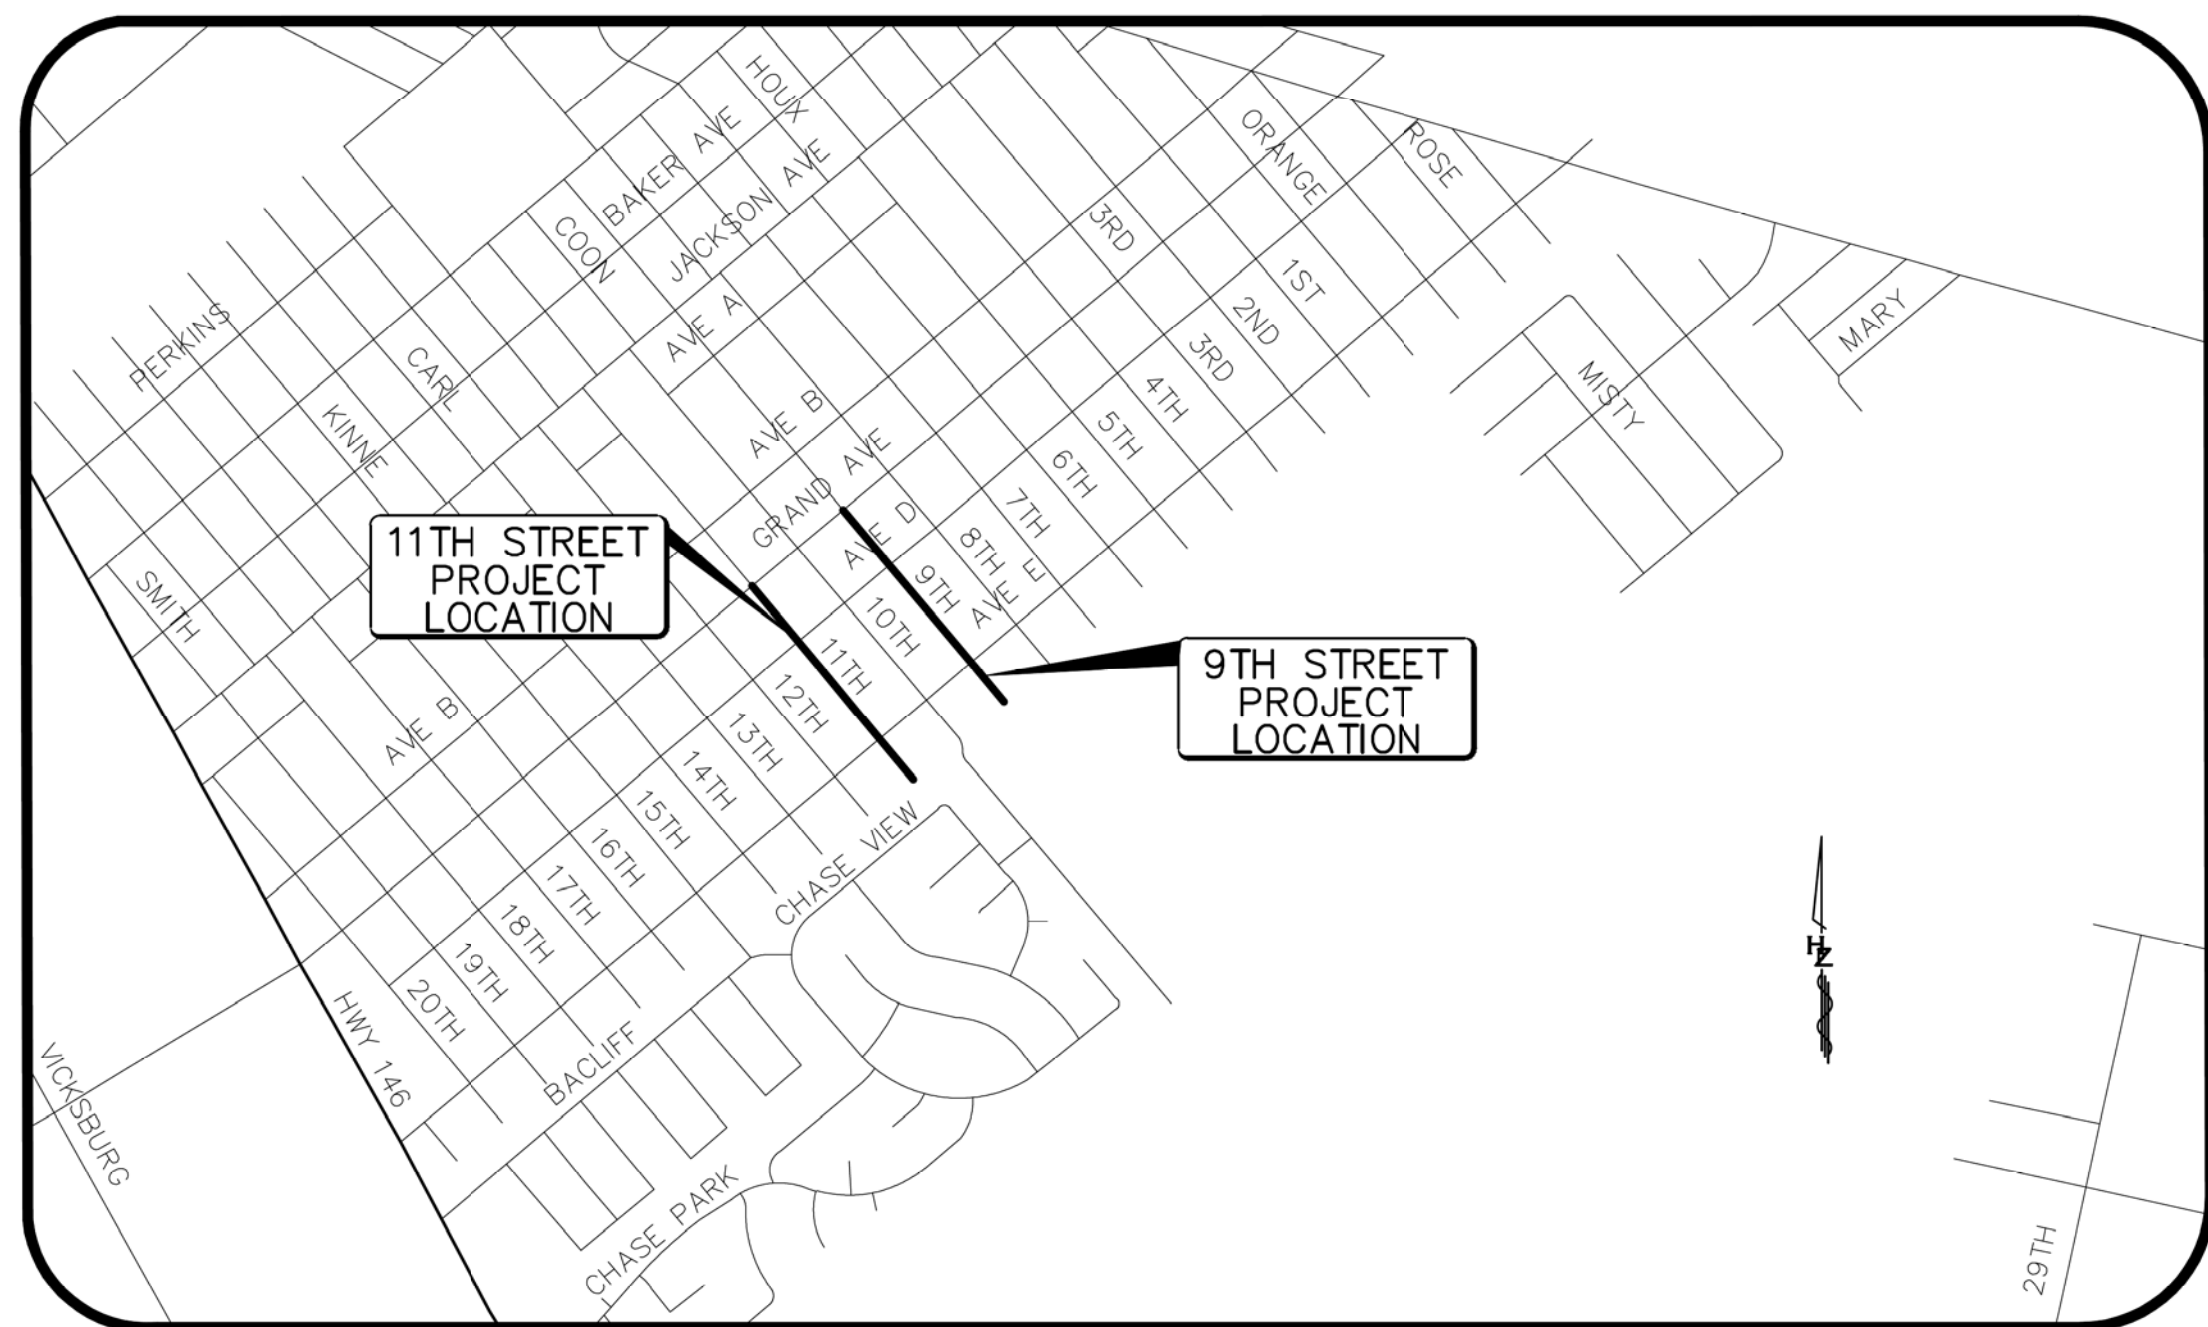 HOUX
BAKER AVE
JACKSON AVE
COON
ORANGE
ROSE
3RD
1ST
2ND
3RD
4TH
5TH
6TH
7TH
8TH
9TH
10TH
11TH
12TH
13TH
14TH
15TH
16TH
17TH
18TH
19TH
20TH
PERKINS
CARL
KINNE
SMITH
AVE A
AVE B
GRAND AVE
AVE D
AVE E
MARY
MISTY
11TH STREET
PROJECT
LOCATION
9TH STREET
PROJECT
LOCATION
AVE B
CHASE VIEW
HWY 146
BACLIFF
VICKSBURG
CHASE PARK
29TH